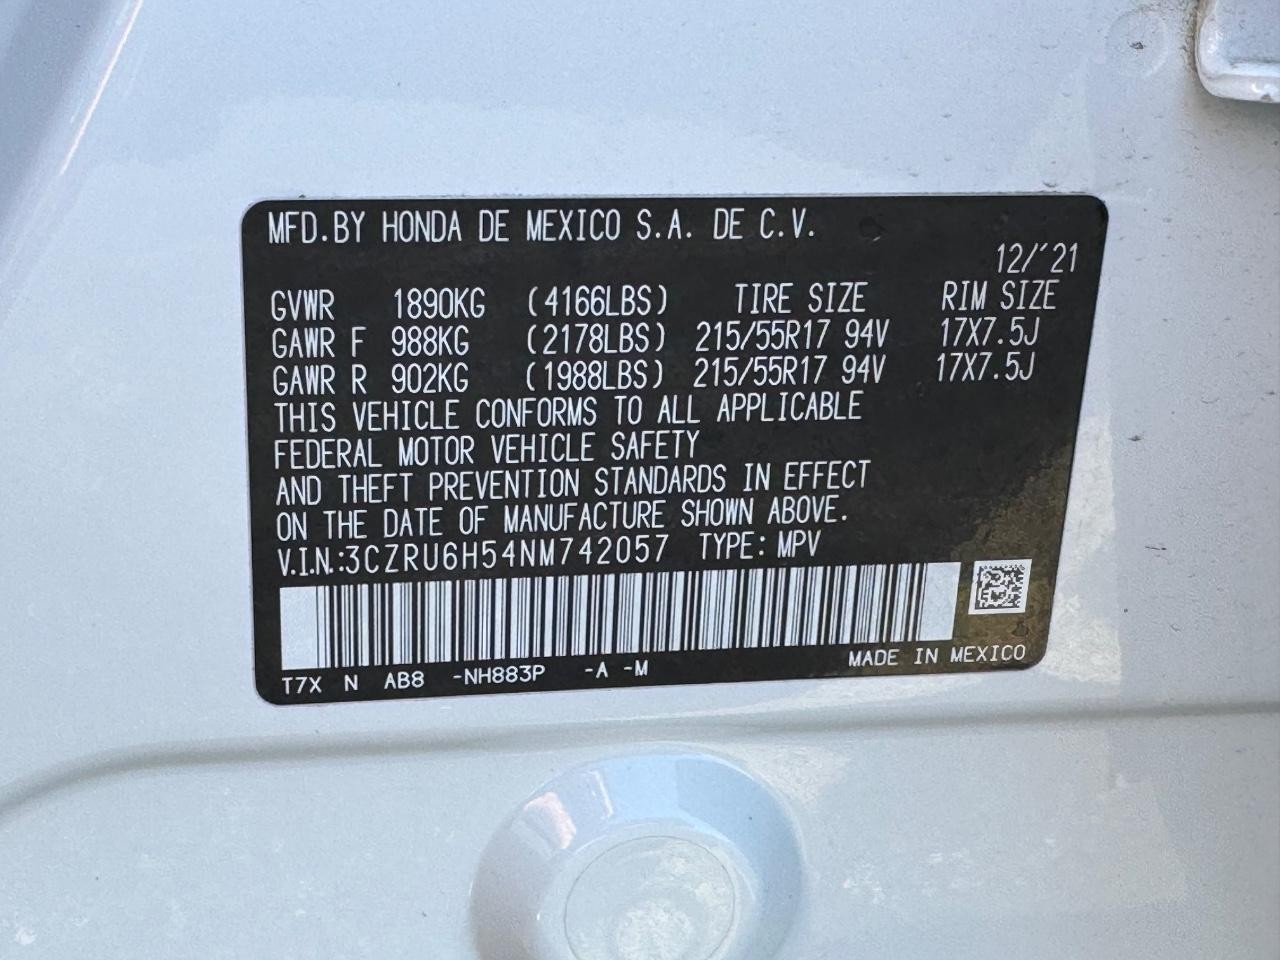 MFD.BY HONDA DE MEXICO S.A. DE C.V.
12/'21
GVWR 1890KG (4166LBS) TIRE SIZE RIM SIZE
GAWR F 988KG (2178LBS) 215/55R17 94V 17X7.5J
GAWR R 902KG (1988LBS) 215/55R17 94V 17X7.5J
THIS VEHICLE CONFORMS TO ALL APPLICABLE
FEDERAL MOTOR VEHICLE SAFETY
AND THEFT PREVENTION STANDARDS IN EFFECT
ON THE DATE OF MANUFACTURE SHOWN ABOVE.
V.I.N.:3CZRU6H54NM742057 TYPE: MPV
T7X N AB8 -NH883P -A -M MADE IN MEXICO